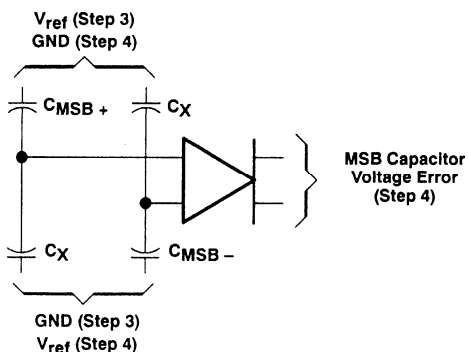 Vref (Step 3)
GND (Step 4)
CMSB +
CX
MSB Capacitor
Voltage Error
(Step 4)
CX
CMSB –
GND (Step 3)
Vref (Step 4)